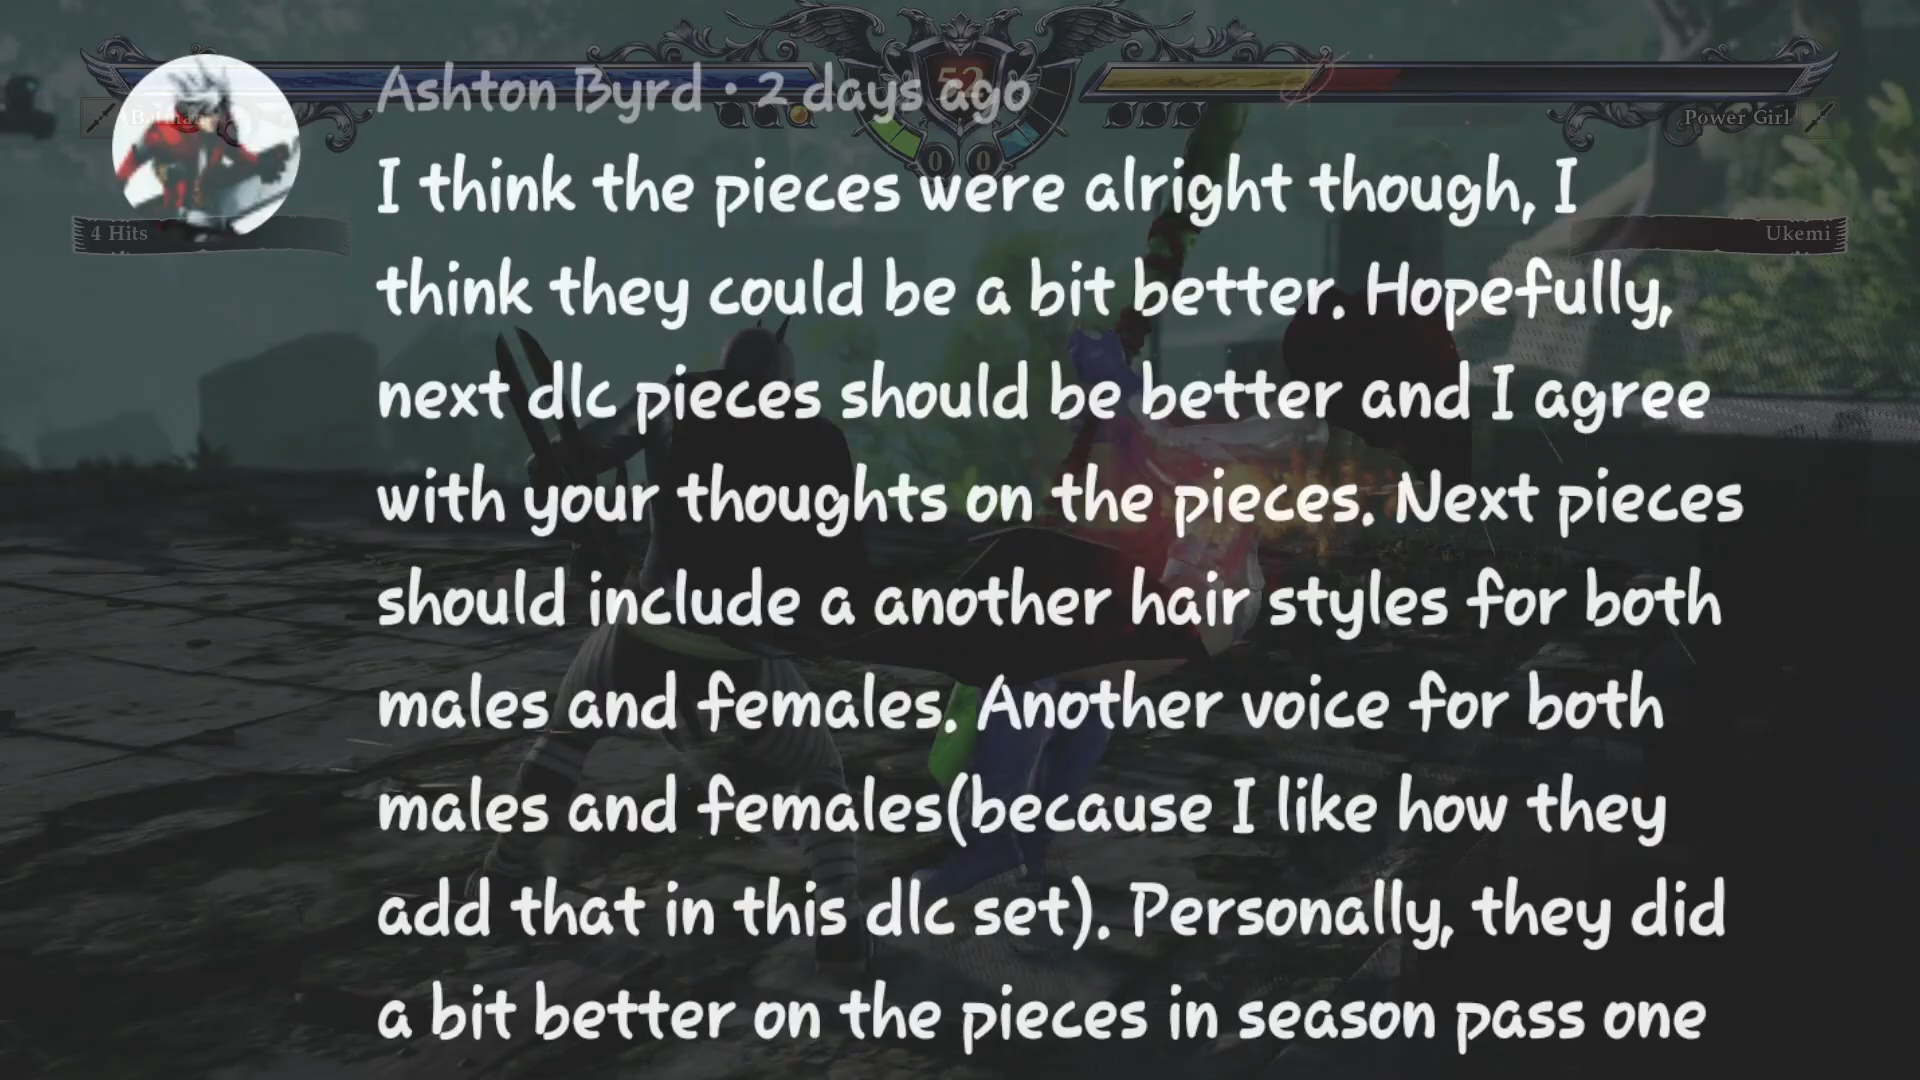 Ashton Byrd • 2 days ago
52
Power Girl
0 0
4 Hits
Ukemi
I think the pieces were alright though, I
think they could be a bit better. Hopefully,
next dlc pieces should be better and I agree
with your thoughts on the pieces. Next pieces
should include a another hair styles for both
males and females. Another voice for both
males and females(because I like how they
add that in this dlc set). Personally, they did
a bit better on the pieces in season pass one